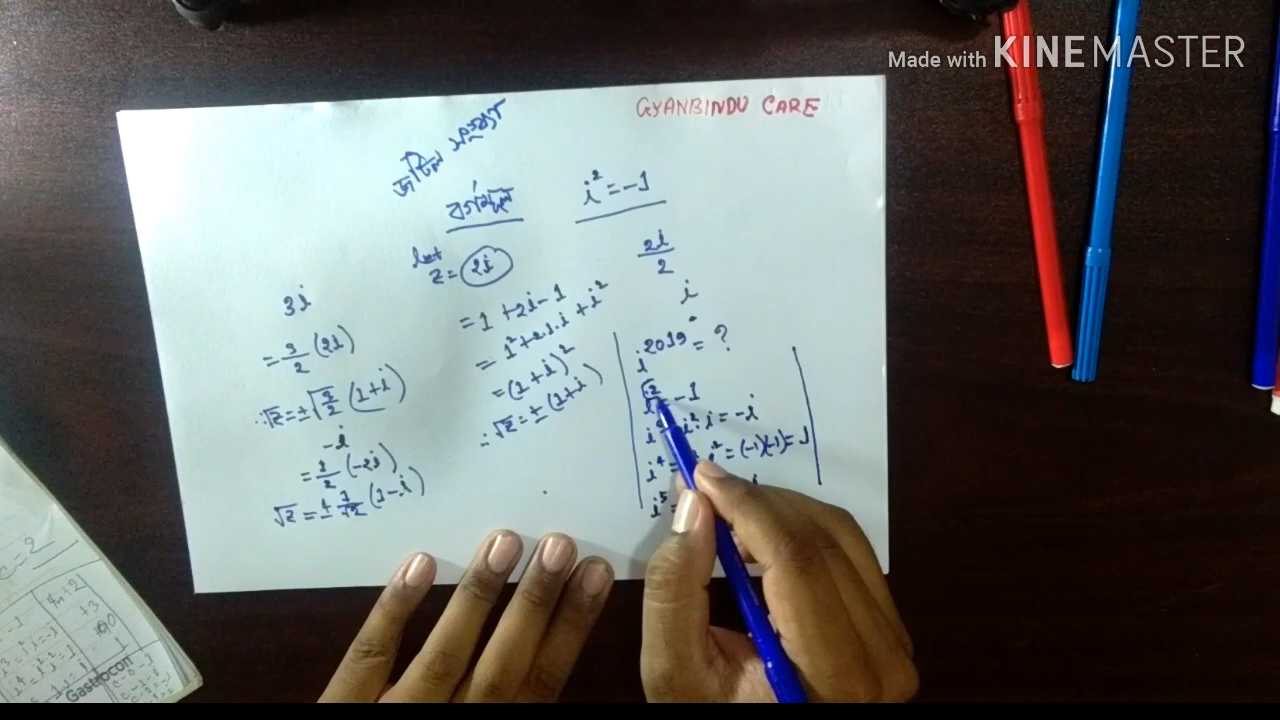 Made with KINEMASTER
GYANBINDU CARE
জটিল সংখ্যা
বর্গমূল
i² = -1
let
z = 2i
2i/2
i
3i
= 3/2 (2i)
∴ √z = ± √3/2 (1+i)
-i
= 1/2 (-2i)
√z = ± 1/√2 (1-i)
= 1 + 2i - 1
= 1² + 2.1.i + i²
= (1+i)²
∴ √z = ± (1+i)
i²⁰¹⁹ = ?
i² = -1
i³ = i².i = -i
i⁴ = i².i² = (-1)(-1) = 1
i⁵ =
c = 2
Gastrocon